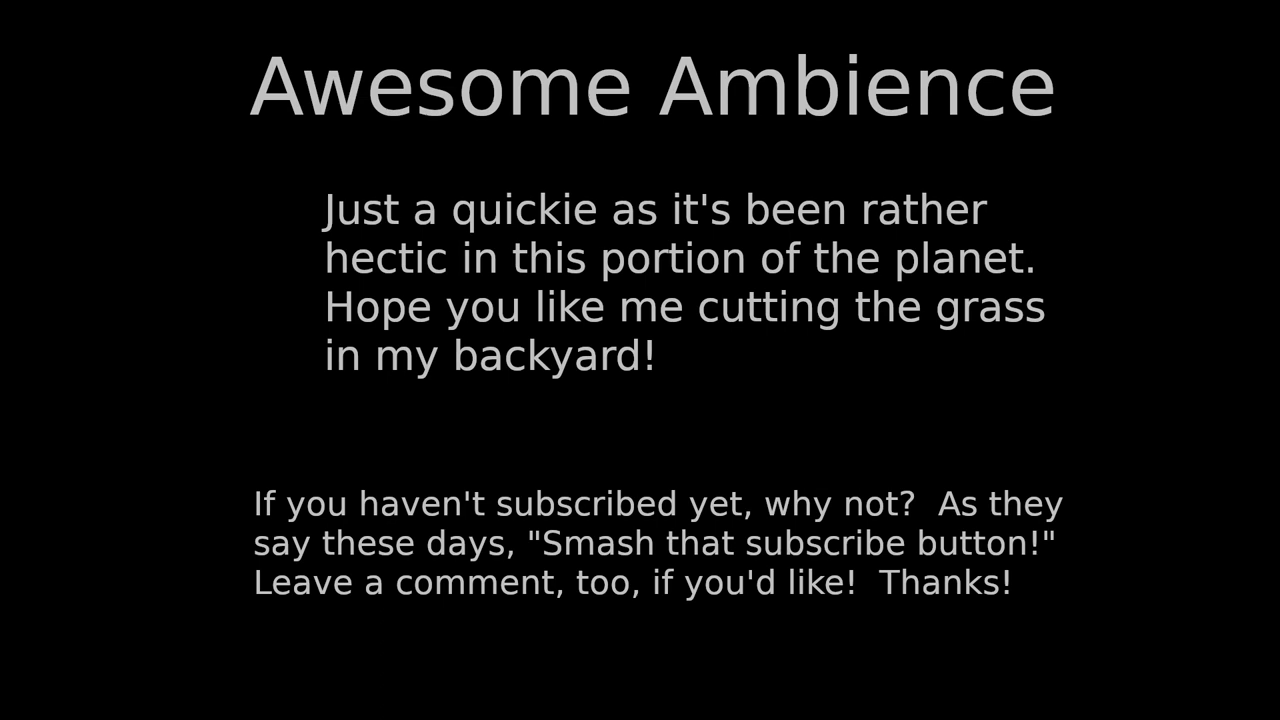 Awesome Ambience
Just a quickie as it's been rather
hectic in this portion of the planet.
Hope you like me cutting the grass
in my backyard!
If you haven't subscribed yet, why not?  As they
say these days, "Smash that subscribe button!"
Leave a comment, too, if you'd like!  Thanks!